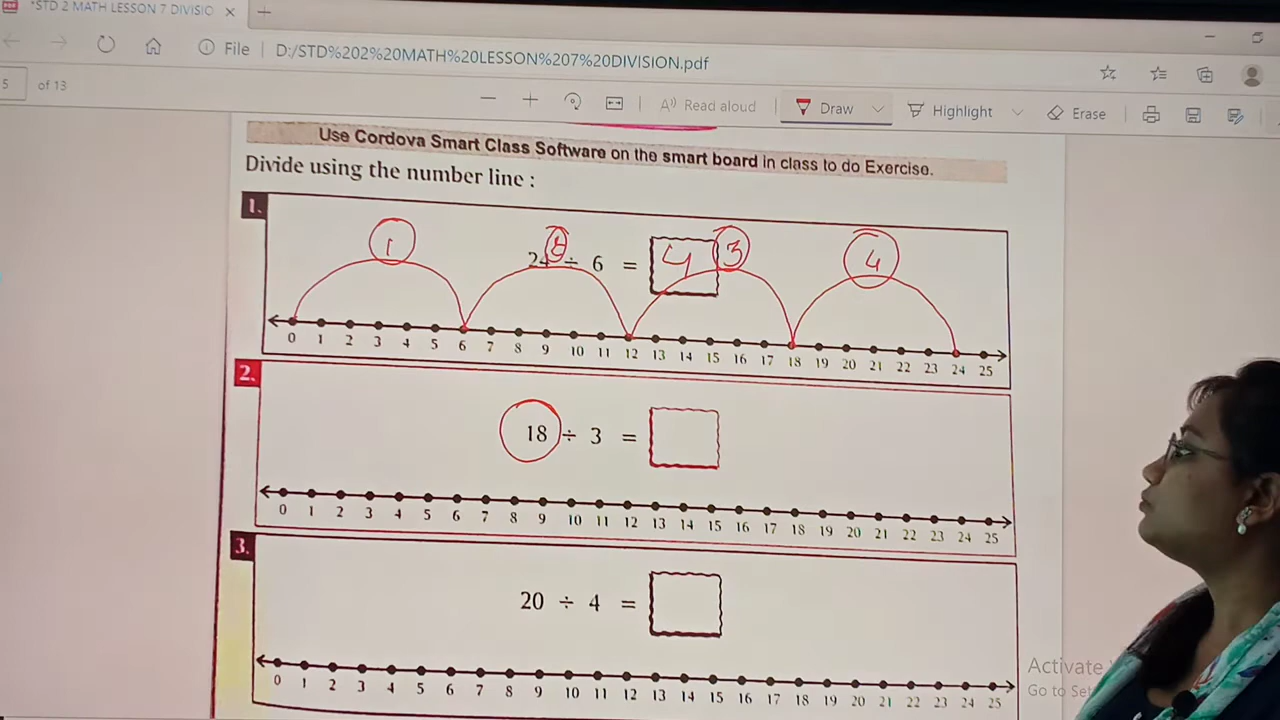 *STD 2 MATH LESSON 7 DIVISIO
File D:/STD%202%20MATH%20LESSON%207%20DIVISION.pdf
5 of 13 Read aloud Draw Highlight Erase
Use Cordova Smart Class Software on the smart board in class to do Exercise.
Divide using the number line :
1.
1 3 4
÷ 6 = 4
0 1 2 3 4 5 6 7 8 9 10 11 12 13 14 15 16 17 18 19 20 21 22 23 24 25
2.
18 ÷ 3 =
0 1 2 3 4 5 6 7 8 9 10 11 12 13 14 15 16 17 18 19 20 21 22 23 24 25
3.
20 ÷ 4 =
0 1 2 3 4 5 6 7 8 9 10 11 12 13 14 15 16 17 18 19 20 21 22 23 24 25
Activate
Go to Set